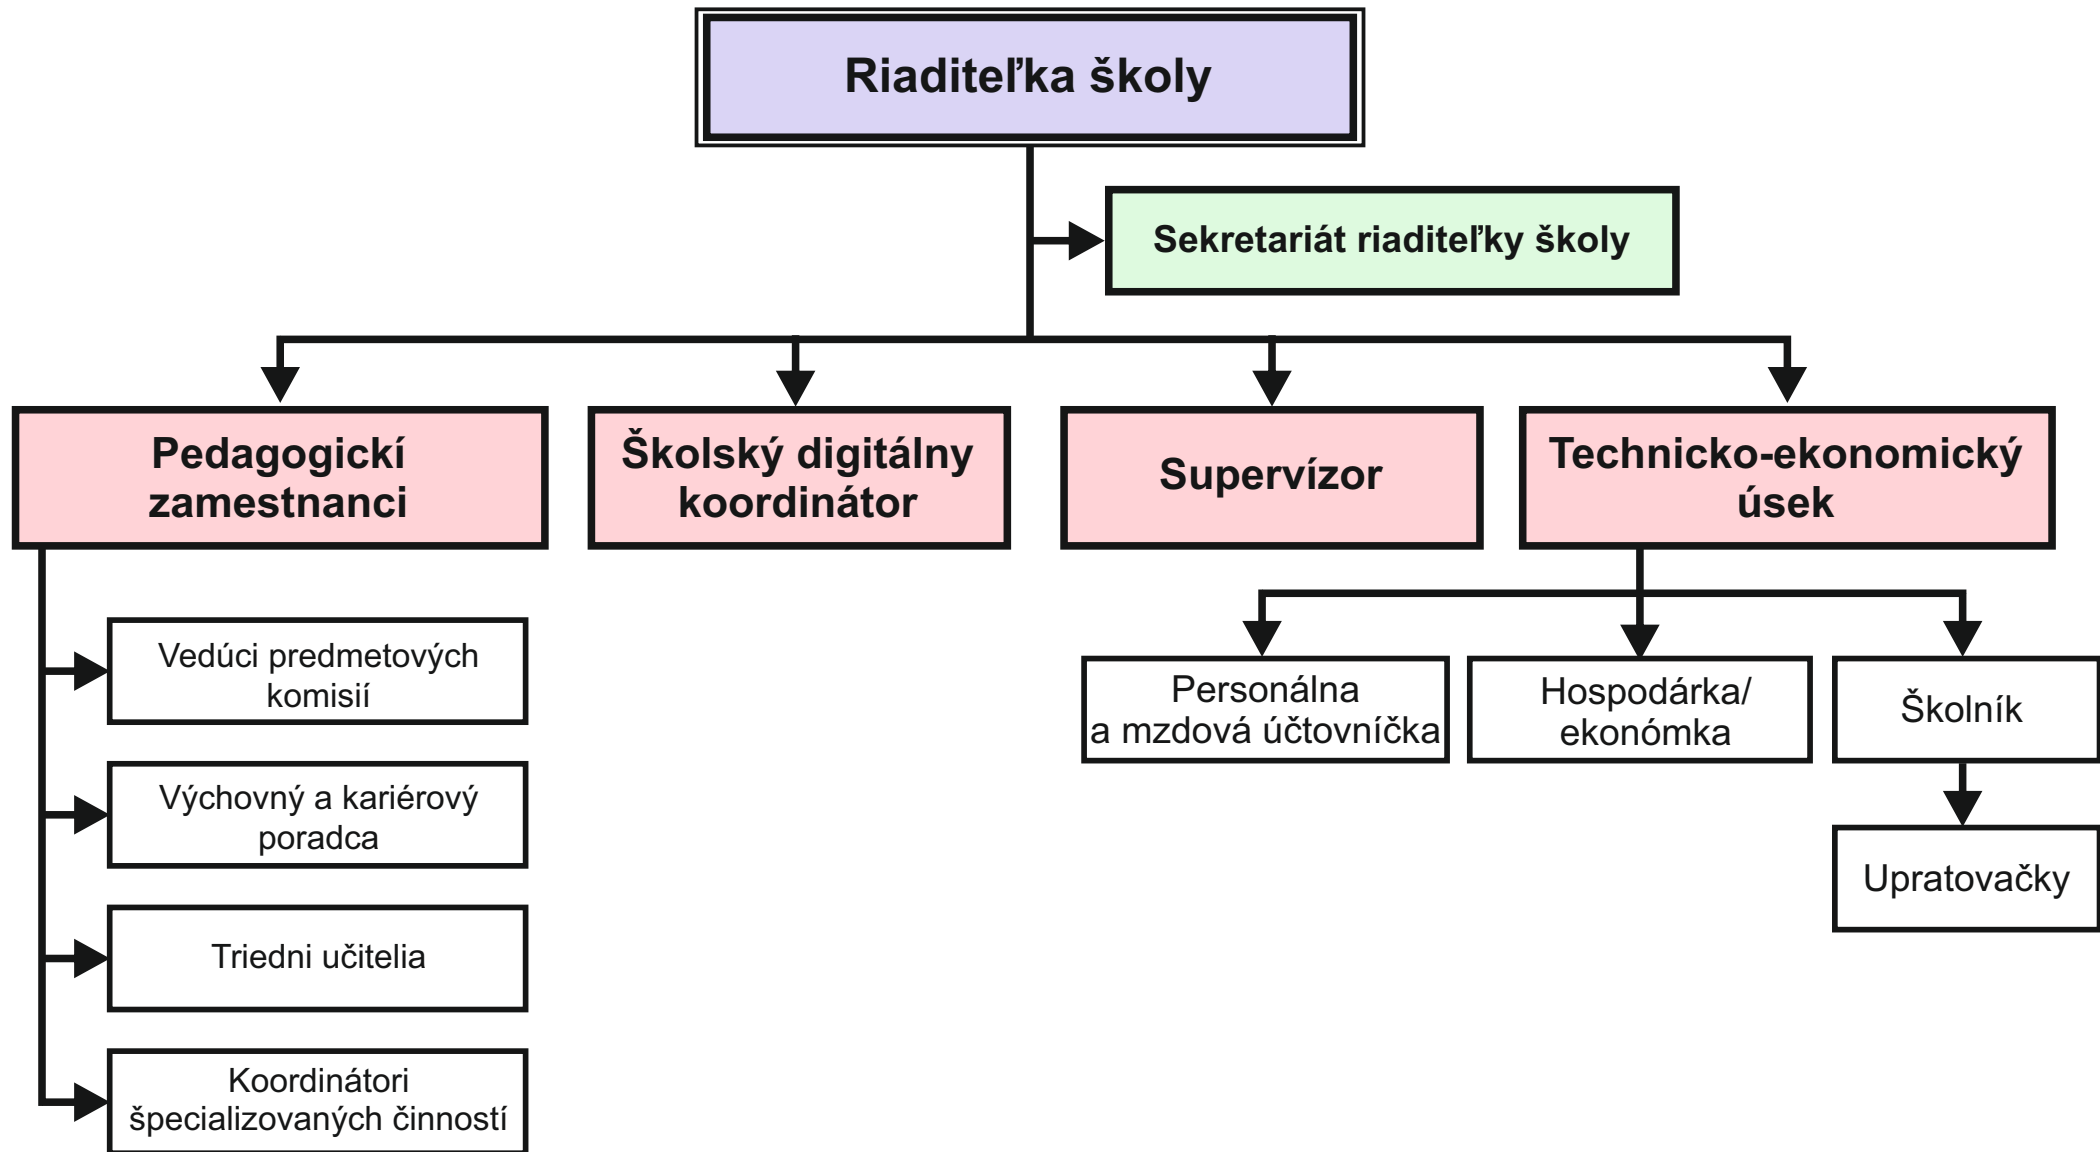 Riaditeľka školy
Sekretariát riaditeľky školy
Pedagogickí
zamestnanci
Školský digitálny
koordinátor
Supervízor
Technicko-ekonomický
úsek
Vedúci predmetových
komisií
Výchovný a kariérový
poradca
Triedni učitelia
Koordinátori
špecializovaných činností
Personálna
a mzdová účtovníčka
Hospodárka/
ekonómka
Školník
Upratovačky